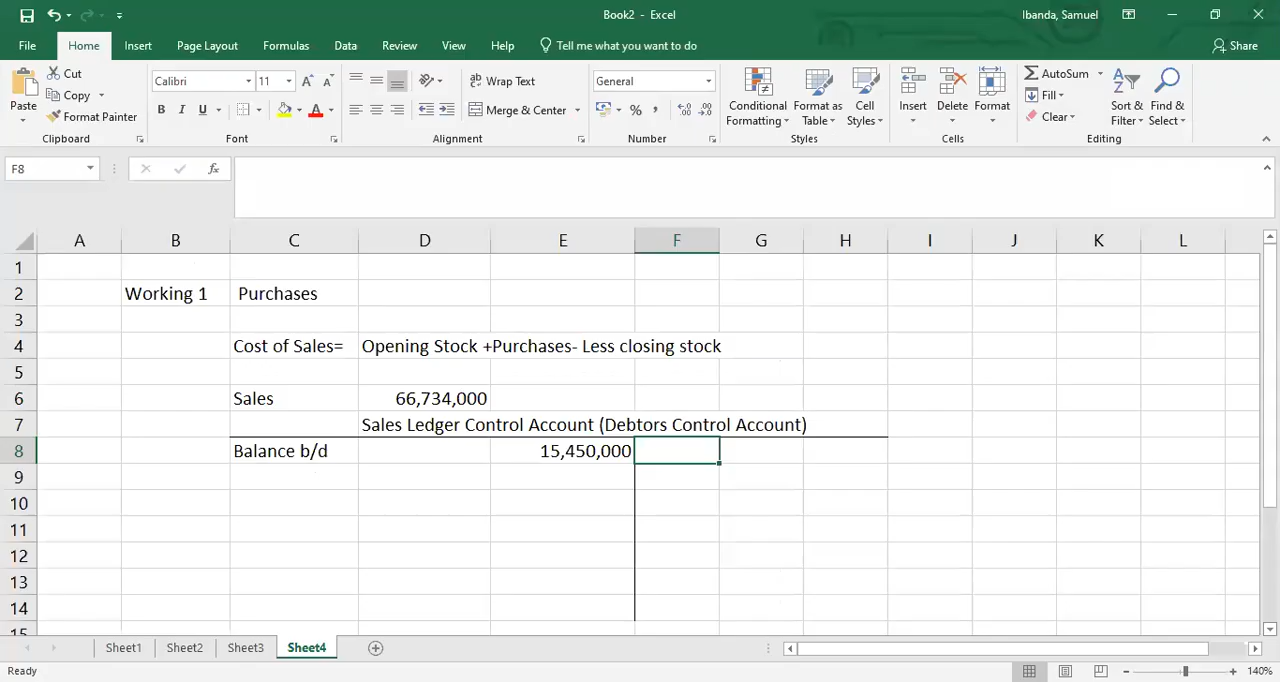 Book2 - Excel
Ibanda, Samuel
File Home Insert Page Layout Formulas Data Review View Help Tell me what you want to do Share
Paste
Cut
Copy
Format Painter
Clipboard
Calibri 11
B I U
Font
Wrap Text
Merge & Center
Alignment
General
%
Number
Conditional Formatting
Format as Table
Cell Styles
Styles
Insert Delete Format
Cells
AutoSum
Fill
Clear
Sort & Filter
Find & Select
Editing
F8 fx
A B C D E F G H I J K L
1
2 Working 1 Purchases
3
4 Cost of Sales= Opening Stock +Purchases- Less closing stock
5
6 Sales 66,734,000
7 Sales Ledger Control Account (Debtors Control Account)
8 Balance b/d 15,450,000
9
10
11
12
13
14
15
Sheet1 Sheet2 Sheet3 Sheet4
Ready 140%